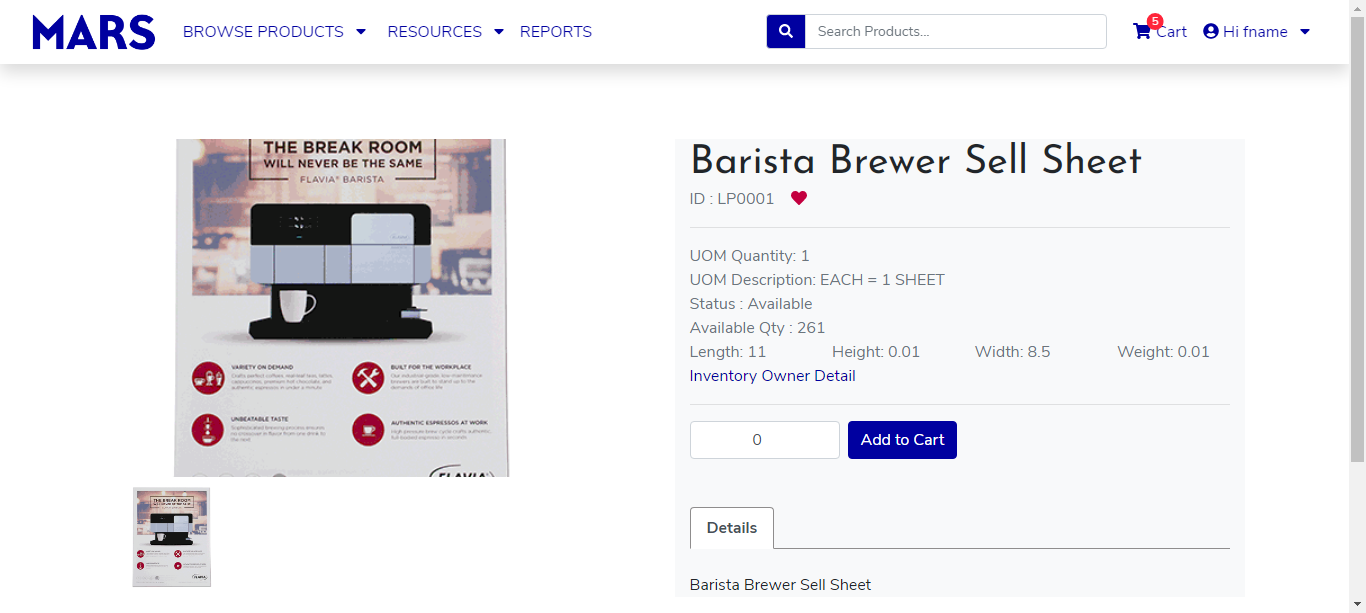 MARS
BROWSE PRODUCTS
RESOURCES
REPORTS
Search Products...
5
Cart
Hi fname
THE BREAK ROOM
WILL NEVER BE THE SAME
FLAVIA® BARISTA
VARIETY ON DEMAND
BUILT FOR THE WORKPLACE
UNBEATABLE TASTE
AUTHENTIC ESPRESSOS AT WORK
FLAVIA®
Barista Brewer Sell Sheet
ID : LP0001
UOM Quantity: 1
UOM Description: EACH = 1 SHEET
Status : Available
Available Qty : 261
Length: 11 Height: 0.01 Width: 8.5 Weight: 0.01
Inventory Owner Detail
0
Add to Cart
Details
Barista Brewer Sell Sheet